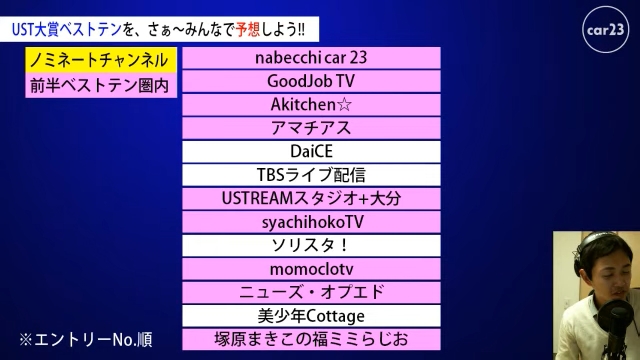 UST大賞ベストテンを、さぁ〜みんなで予想しよう!!
car23
ノミネートチャンネル
前半ベストテン圏内
nabecchi car 23
GoodJob TV
Akitchen☆
アマチアス
DaiCE
TBSライブ配信
USTREAMスタジオ+大分
syachihokoTV
ソリスタ！
momoclotv
ニューズ・オプエド
美少年Cottage
塚原まきこの福ミミらじお
※エントリーNo.順